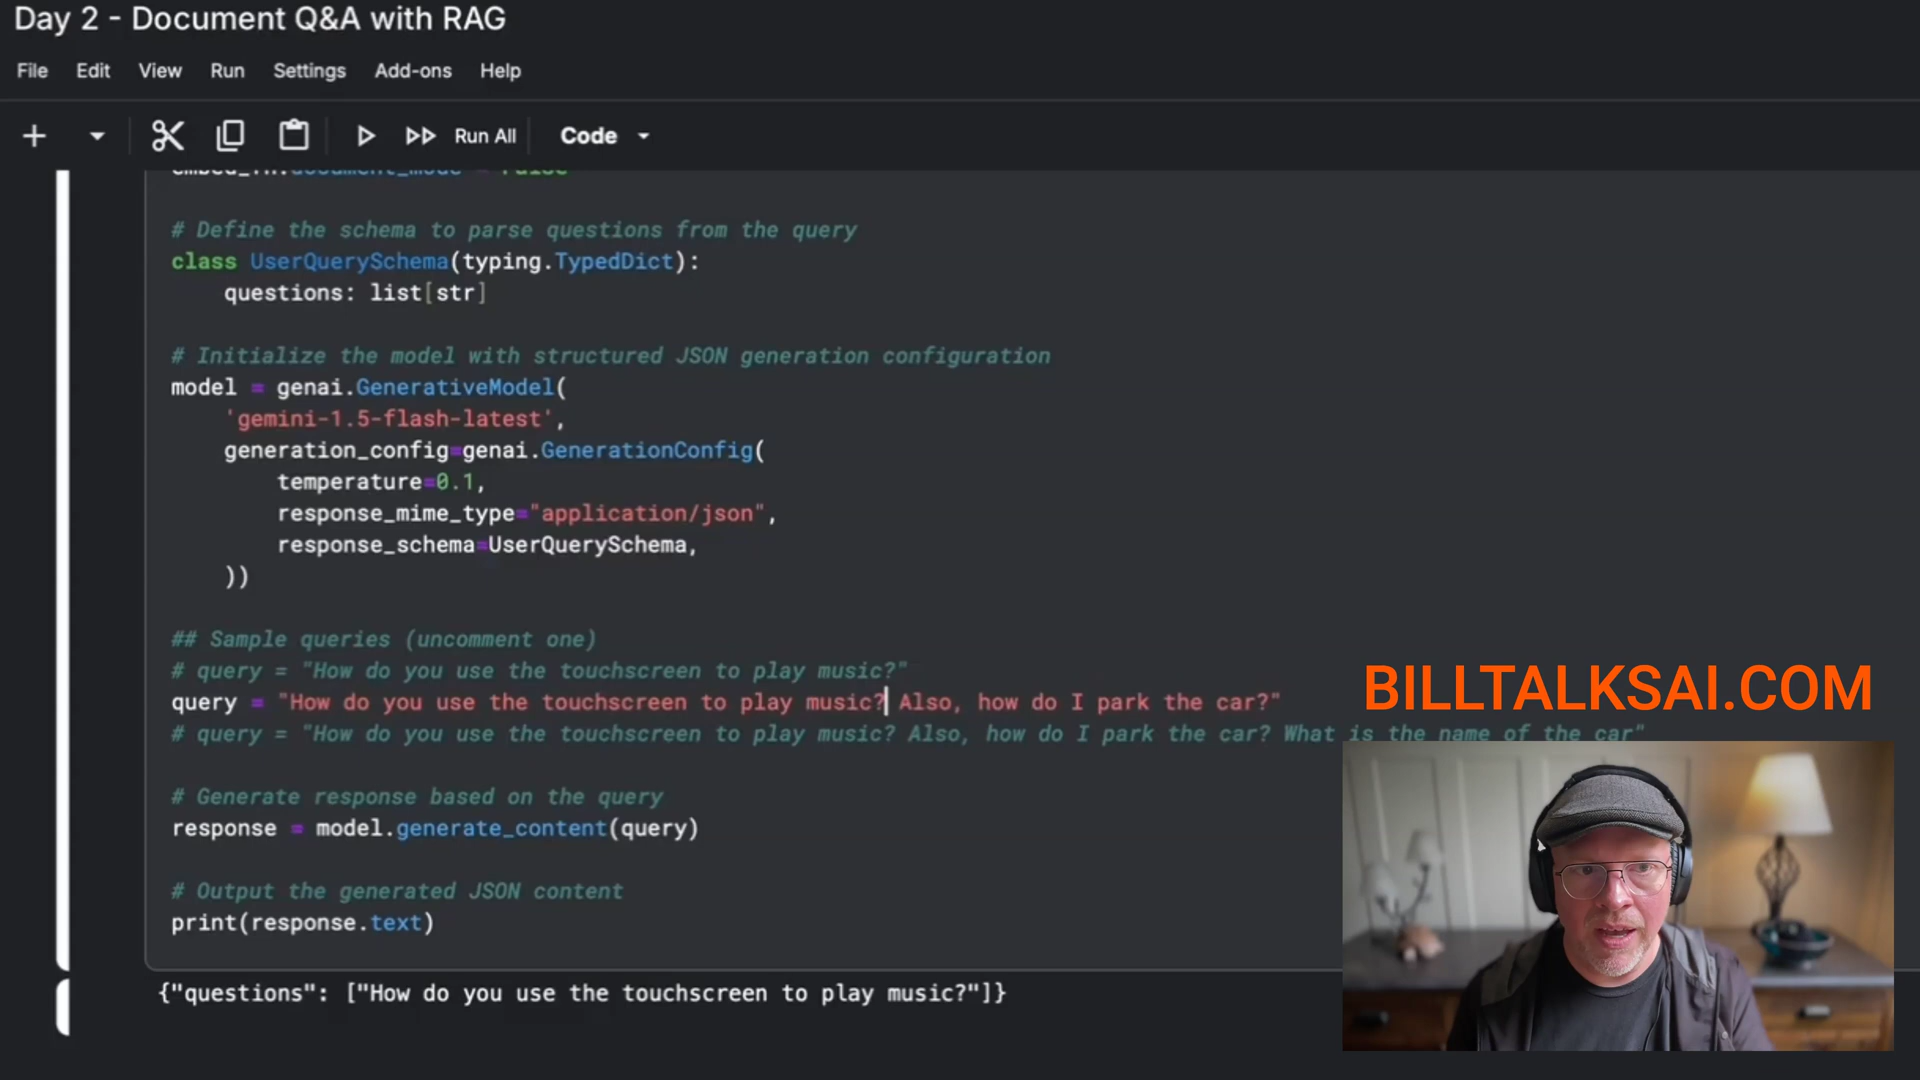 Day 2 - Document Q&A with RAG
File Edit View Run Settings Add-ons Help
Run All Code
# Define the schema to parse questions from the query
class UserQuerySchema(typing.TypedDict):
questions: list[str]
# Initialize the model with structured JSON generation configuration
model = genai.GenerativeModel(
'gemini-1.5-flash-latest',
generation_config=genai.GenerationConfig(
temperature=0.1,
response_mime_type="application/json",
response_schema=UserQuerySchema,
))
## Sample queries (uncomment one)
# query = "How do you use the touchscreen to play music?"
query = "How do you use the touchscreen to play music? Also, how do I park the car?"
# query = "How do you use the touchscreen to play music? Also, how do I park the car? What is the name of the car"
BILLTALKSAI.COM
# Generate response based on the query
response = model.generate_content(query)
# Output the generated JSON content
print(response.text)
{"questions": ["How do you use the touchscreen to play music?"]}